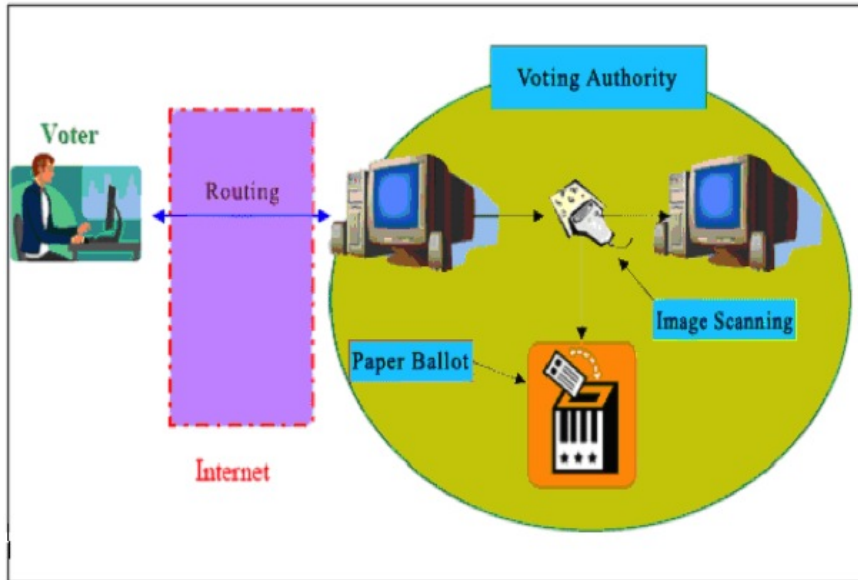 Voting Authority
Voter
Routing
Image Scanning
Paper Ballot
Internet